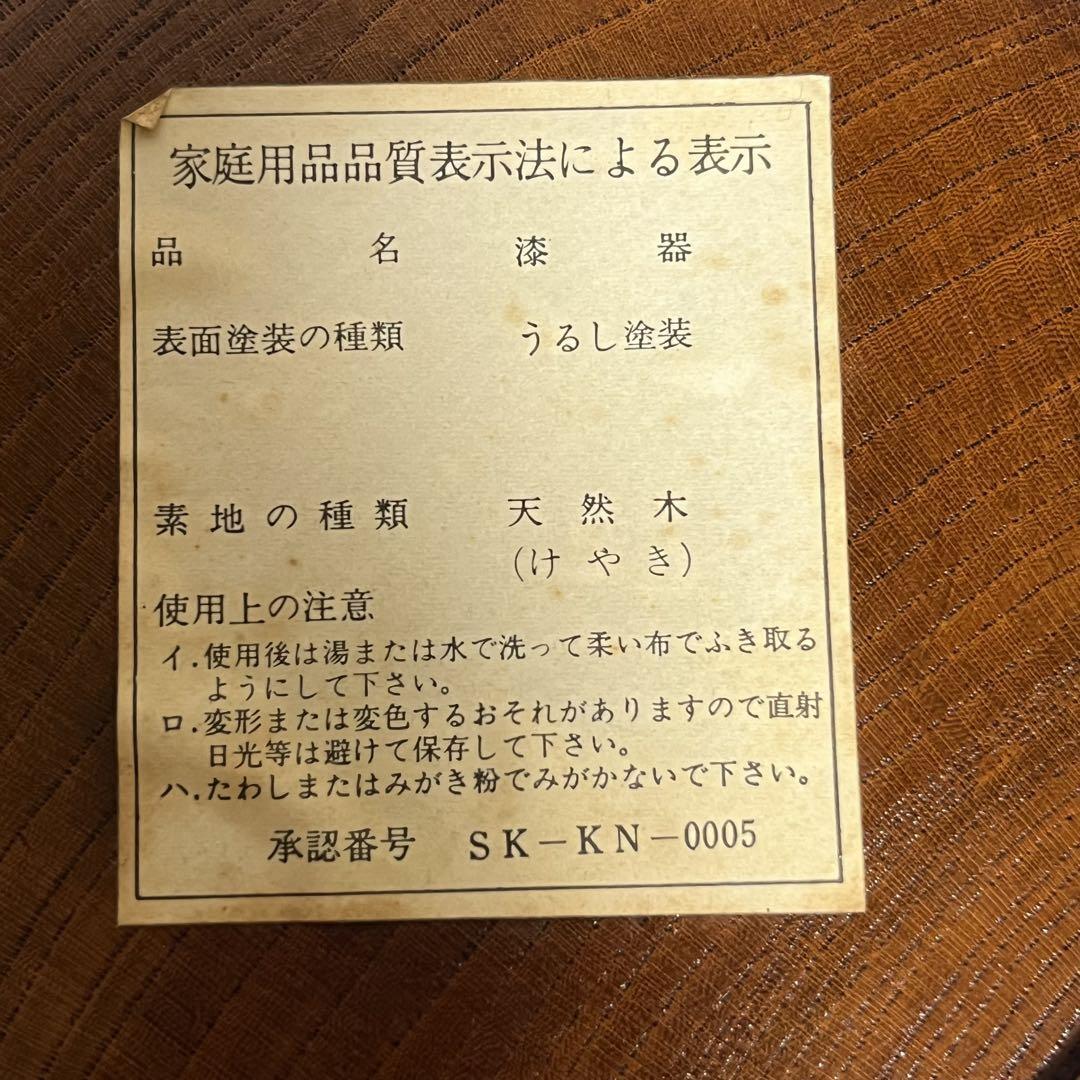 家庭用品品質表示法による表示
品名 漆器
表面塗装の種類 うるし塗装
素地の種類 天然木
(けやき)
使用上の注意
イ.使用後は湯または水で洗って柔い布でふき取る
ようにして下さい。
ロ.変形または変色するおそれがありますので直射
日光等は避けて保存して下さい。
ハ.たわしまたはみがき粉でみがかないで下さい。
承認番号 SK-KN-0005